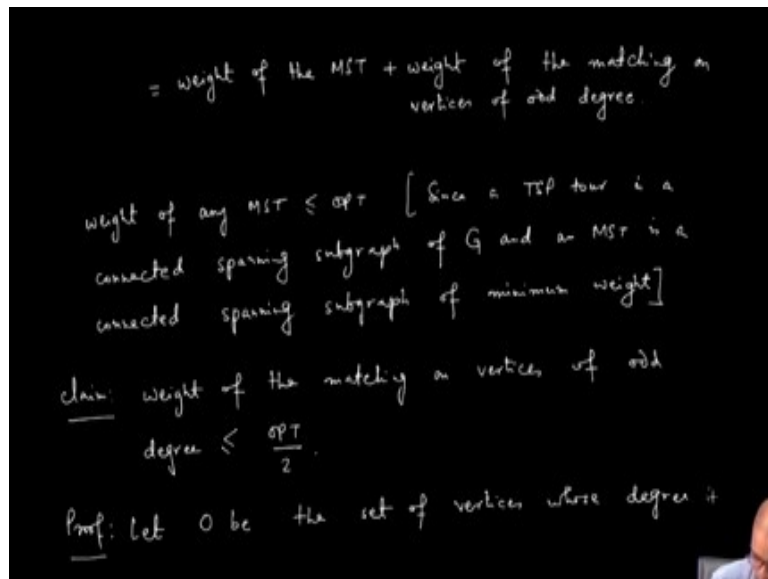 = weight of the MST + weight of the matching on
vertices of odd degree.
weight of any MST ≤ OPT [Since a TSP tour is a
connected spanning subgraph of G and an MST is a
connected spanning subgraph of minimum weight]
claim: weight of the matching on vertices of odd
degree ≤ OPT/2.
Proof: Let O be the set of vertices whose degree is